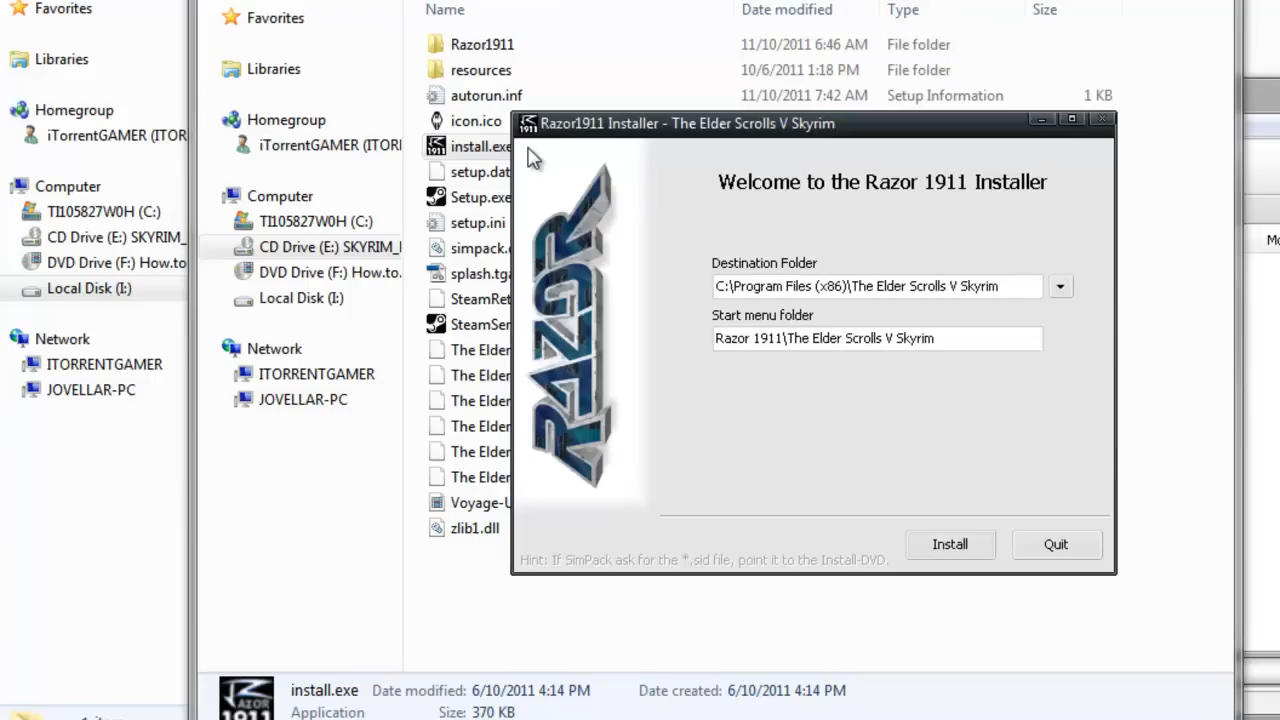 Favorites
Libraries
Homegroup
iTorrentGAMER (ITOR
Computer
TI105827W0H (C:)
CD Drive (E:) SKYRIM_
DVD Drive (F:) How.to
Local Disk (I:)
Network
ITORRENTGAMER
JOVELLAR-PC
Favorites
Libraries
Homegroup
iTorrentGAMER (ITORI
Computer
TI105827W0H (C:)
CD Drive (E:) SKYRIM_I
DVD Drive (F:) How.to.
Local Disk (I:)
Network
ITORRENTGAMER
JOVELLAR-PC
Name Date modified Type Size
Razor1911 11/10/2011 6:46 AM File folder
resources 10/6/2011 1:18 PM File folder
autorun.inf 11/10/2011 7:42 AM Setup Information 1 KB
icon.ico
install.exe
setup.dat
Setup.exe
setup.ini
simpack.
splash.tga
SteamRet
SteamSer
The Elder
The Elder
The Elder
The Elder
The Elder
The Elder
Voyage-U
zlib1.dll
Razor1911 Installer - The Elder Scrolls V Skyrim
RAZOR
Welcome to the Razor 1911 Installer
Destination Folder
C:\Program Files (x86)\The Elder Scrolls V Skyrim
Start menu folder
Razor 1911\The Elder Scrolls V Skyrim
Install Quit
Hint: If SimPack ask for the *.sid file, point it to the Install-DVD.
Mo
install.exe Date modified: 6/10/2011 4:14 PM Date created: 6/10/2011 4:14 PM
Application Size: 370 KB